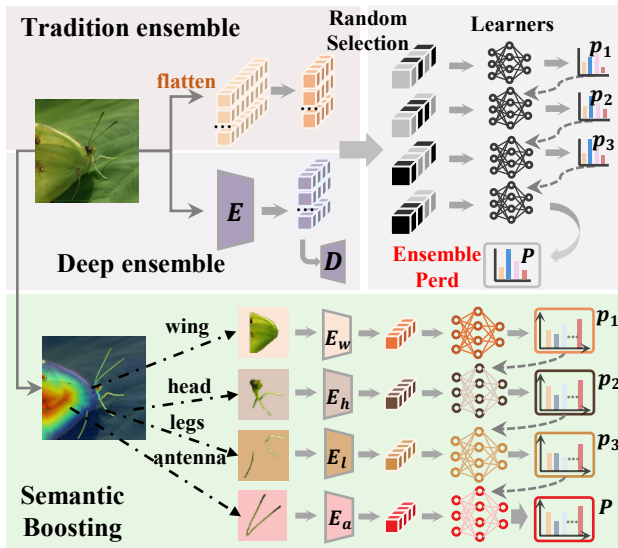 Tradition ensemble
flatten
...
...
E
...
D
Deep ensemble
Random
Selection
Learners
p1
p2
p3
Ensemble
Perd
P
wing
head
legs
antenna
Semantic
Boosting
Ew
Eh
El
Ea
...
p1
...
p2
...
p3
...
P